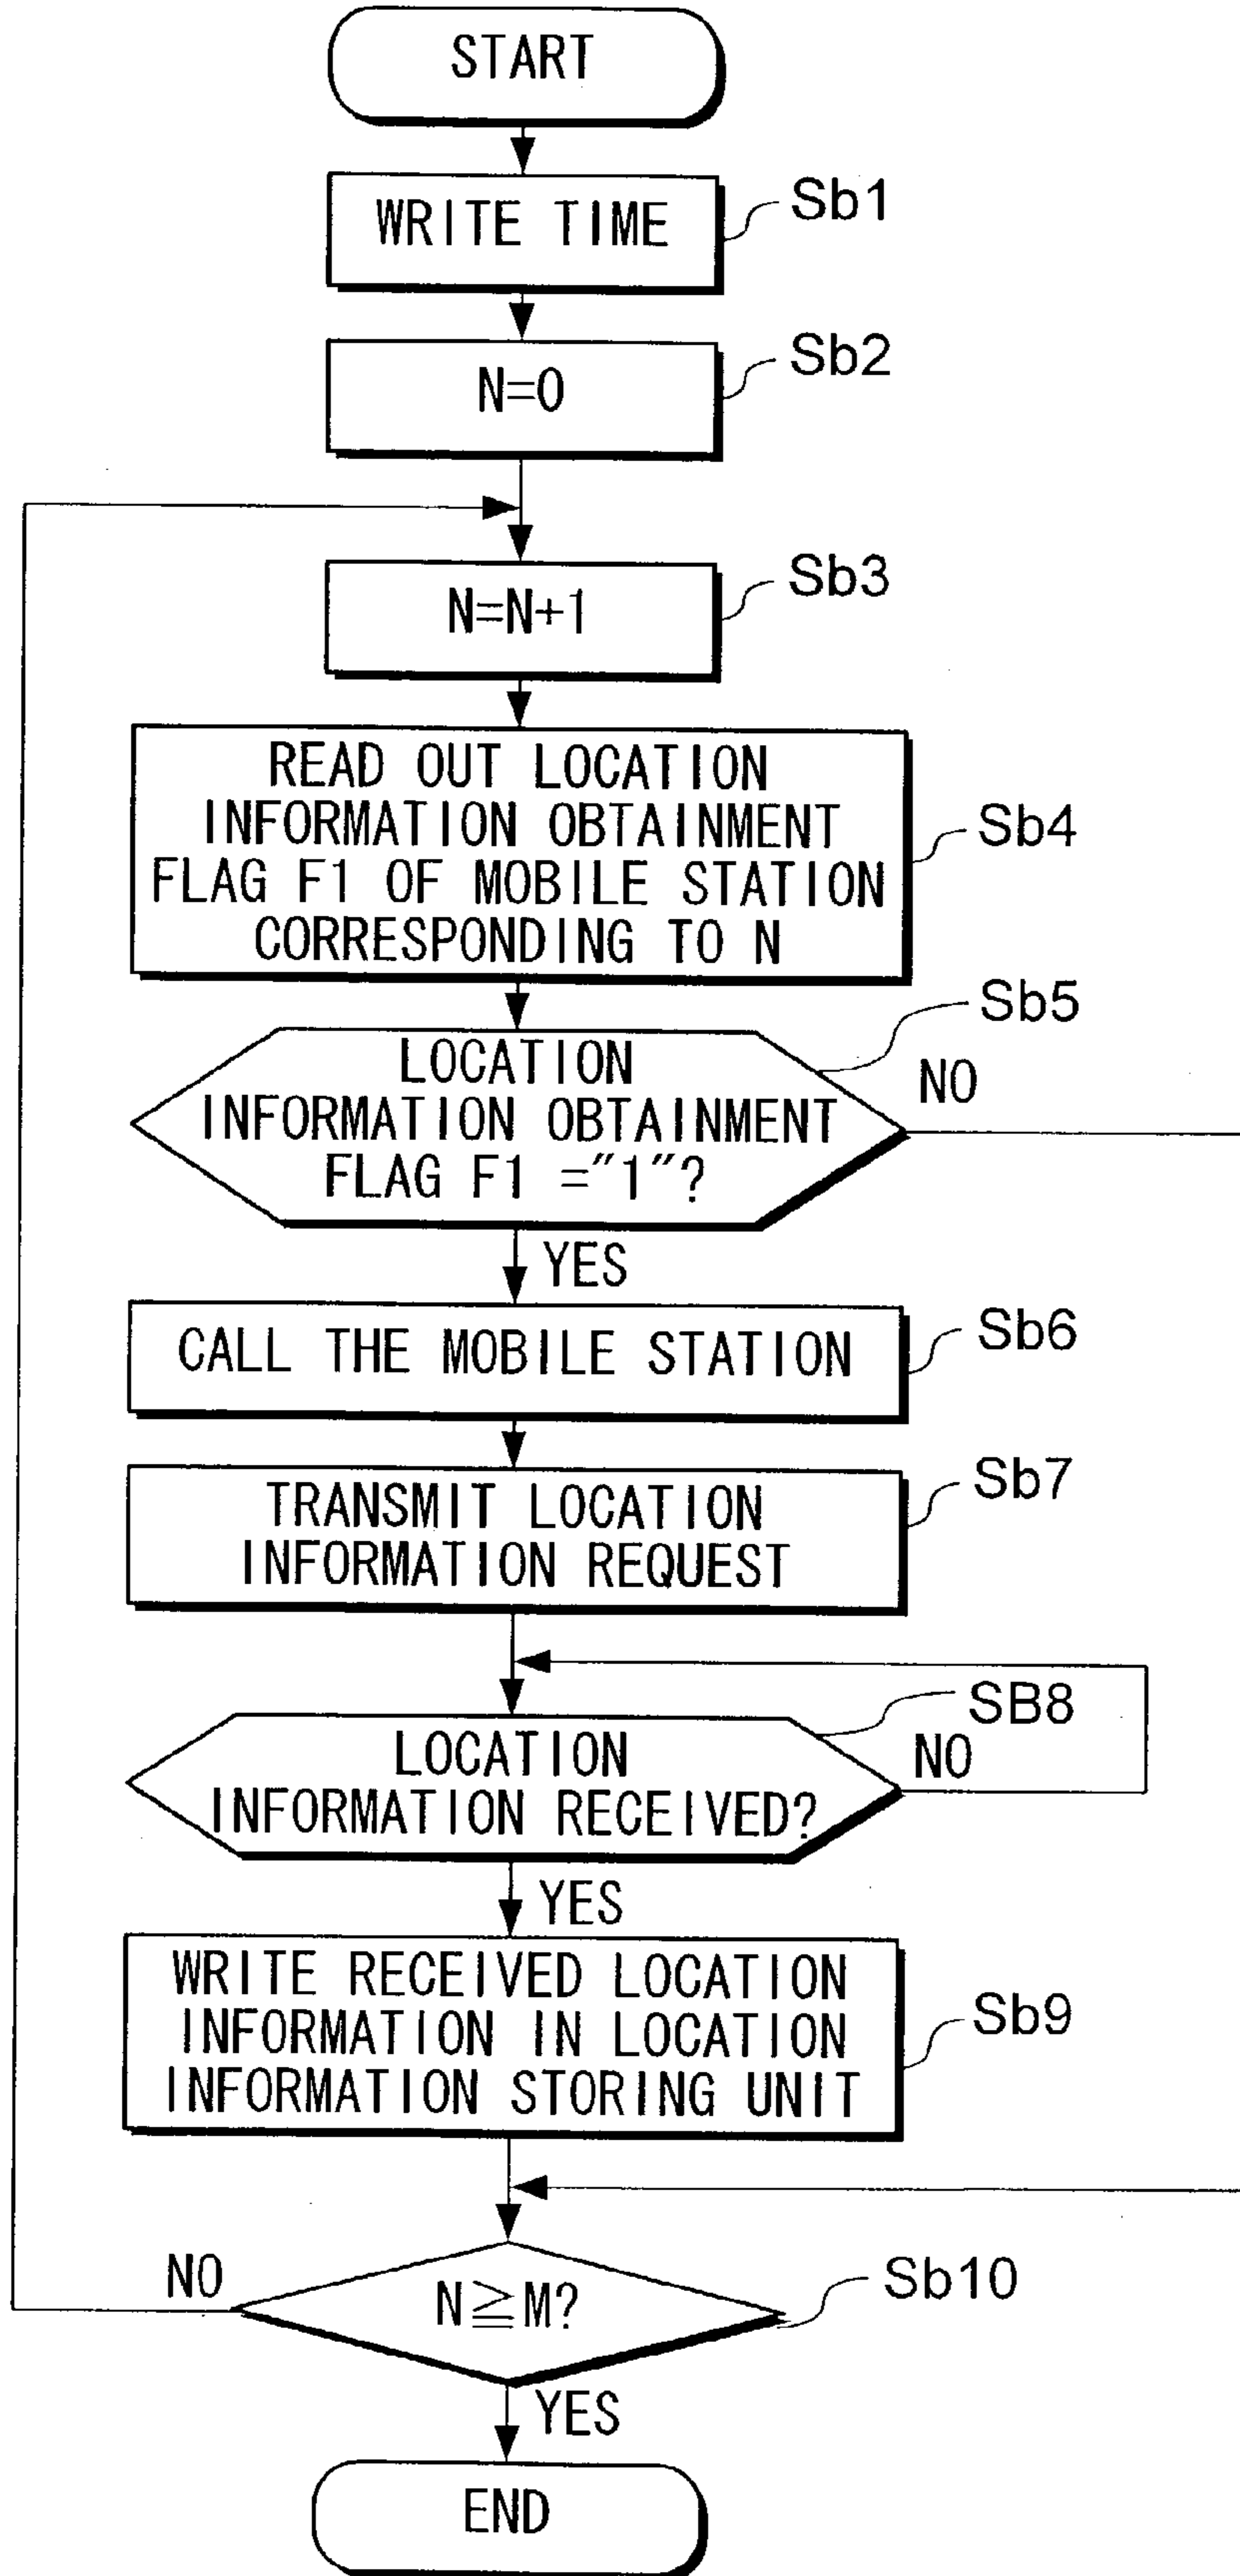 START
WRITE TIME
Sb1
N=0
Sb2
N=N+1
Sb3
READ OUT LOCATION
INFORMATION OBTAINMENT
FLAG F1 OF MOBILE STATION
CORRESPONDING TO N
Sb4
LOCATION
INFORMATION OBTAINMENT
FLAG F1 ="1"?
Sb5
NO
YES
CALL THE MOBILE STATION
Sb6
TRANSMIT LOCATION
INFORMATION REQUEST
Sb7
LOCATION
INFORMATION RECEIVED?
SB8
NO
YES
WRITE RECEIVED LOCATION
INFORMATION IN LOCATION
INFORMATION STORING UNIT
Sb9
NO
N≧M?
Sb10
YES
END